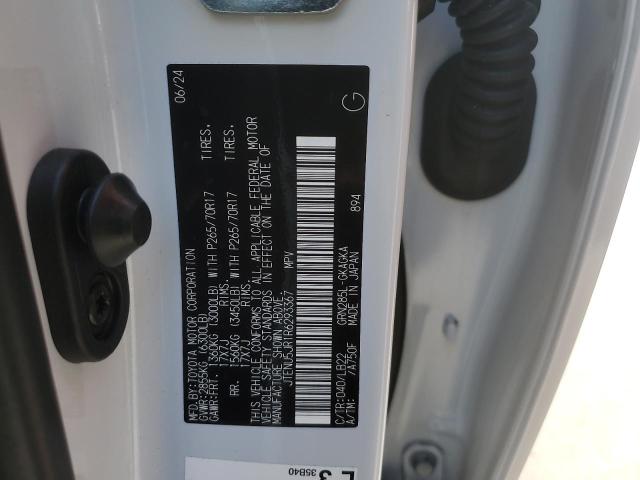 MFD.BY:TOYOTA MOTOR CORPORATION 06/24
GVWR:2855KG (6300LB)
GAWR:FRT. 1360KG (3000LB) WITH P265/70R17 TIRES,
17X7J RIMS,
RR. 1560KG (3450LB) WITH P265/70R17 TIRES,
17X7J RIMS,
THIS VEHICLE CONFORMS TO ALL APPLICABLE FEDERAL MOTOR
VEHICLE SAFETY STANDARDS IN EFFECT ON THE DATE OF
MANUFACTURE SHOWN ABOVE.
JTENU5JR1R6293367 MPV
C/TR:040/LB22 GRN285L-GKAGKA 894 G
A/TM: /A750F MADE IN JAPAN
35B40